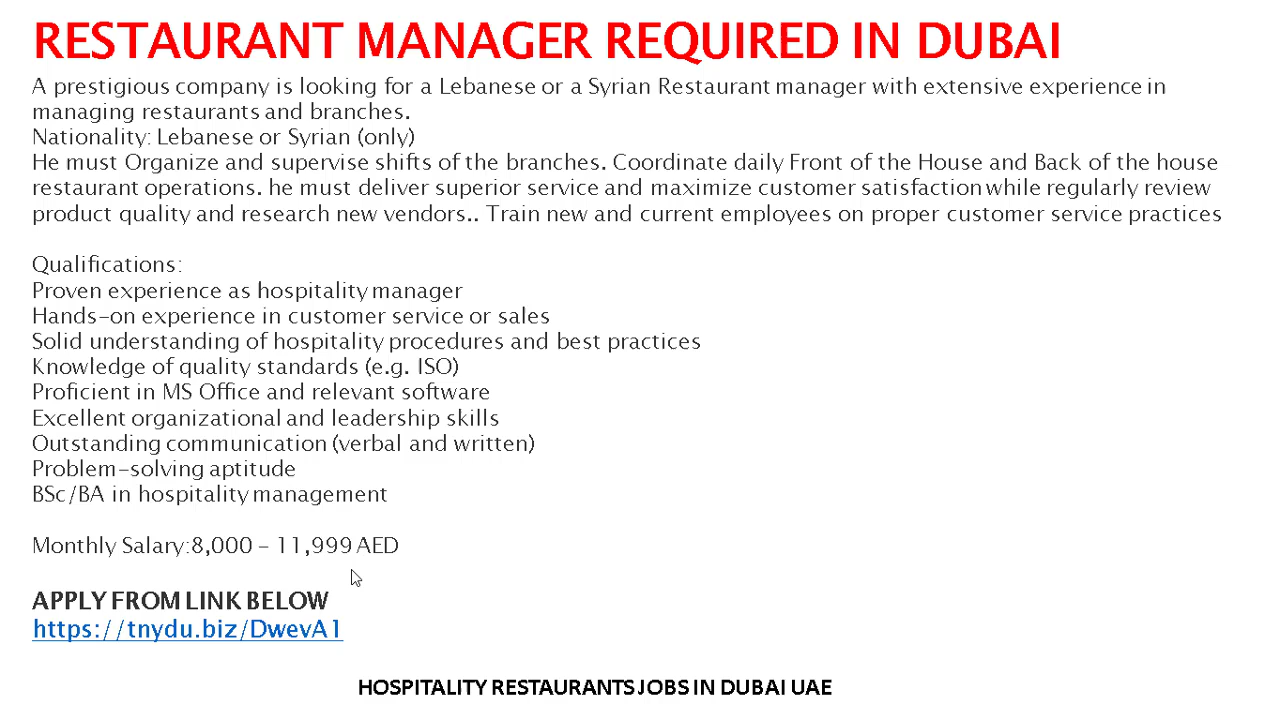 RESTAURANT MANAGER REQUIRED IN DUBAI
A prestigious company is looking for a Lebanese or a Syrian Restaurant manager with extensive experience in
managing restaurants and branches.
Nationality: Lebanese or Syrian (only)
He must Organize and supervise shifts of the branches. Coordinate daily Front of the House and Back of the house
restaurant operations. he must deliver superior service and maximize customer satisfaction while regularly review
product quality and research new vendors.. Train new and current employees on proper customer service practices
Qualifications:
Proven experience as hospitality manager
Hands-on experience in customer service or sales
Solid understanding of hospitality procedures and best practices
Knowledge of quality standards (e.g. ISO)
Proficient in MS Office and relevant software
Excellent organizational and leadership skills
Outstanding communication (verbal and written)
Problem-solving aptitude
BSc/BA in hospitality management
Monthly Salary:8,000 - 11,999 AED
APPLY FROM LINK BELOW
https://tnydu.biz/DwevA1
HOSPITALITY RESTAURANTS JOBS IN DUBAI UAE